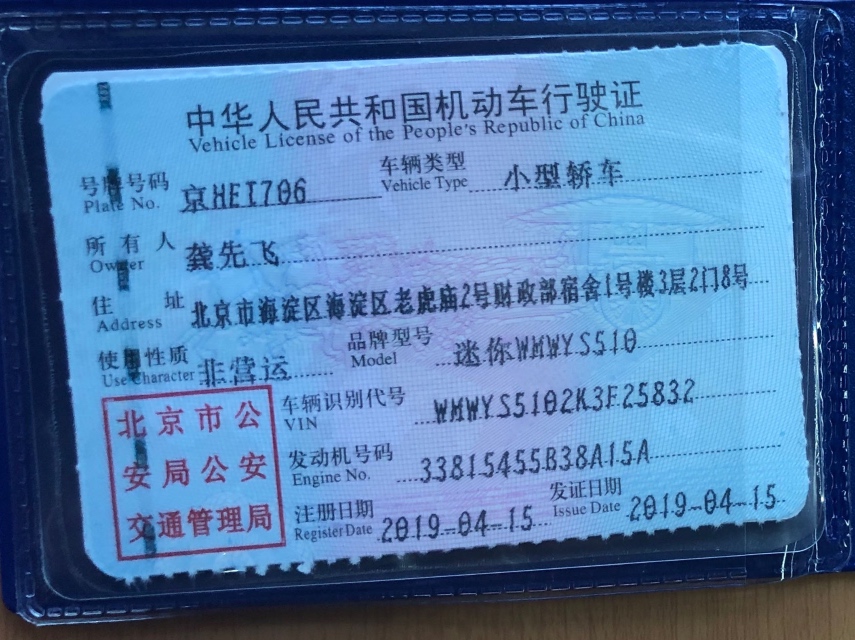 中华人民共和国机动车行驶证
Vehicle License of the People's Republic of China
号牌号码 京HET706 车辆类型 小型轿车
Plate No. Vehicle Type
所有人 龚先飞
Owner
住址 北京市海淀区海淀区老虎庙2号财政部宿舍1号楼3层2门8号
Address
使用性质 非营运 品牌型号 迷你WMWYS510
Use Character Model
北京市公
安局公安
交通管理局
车辆识别代号 WMWYS5102K3F25832
VIN
发动机号码 33815455B38A15A
Engine No.
注册日期 2019-04-15 发证日期 2019-04-15
Register Date Issue Date